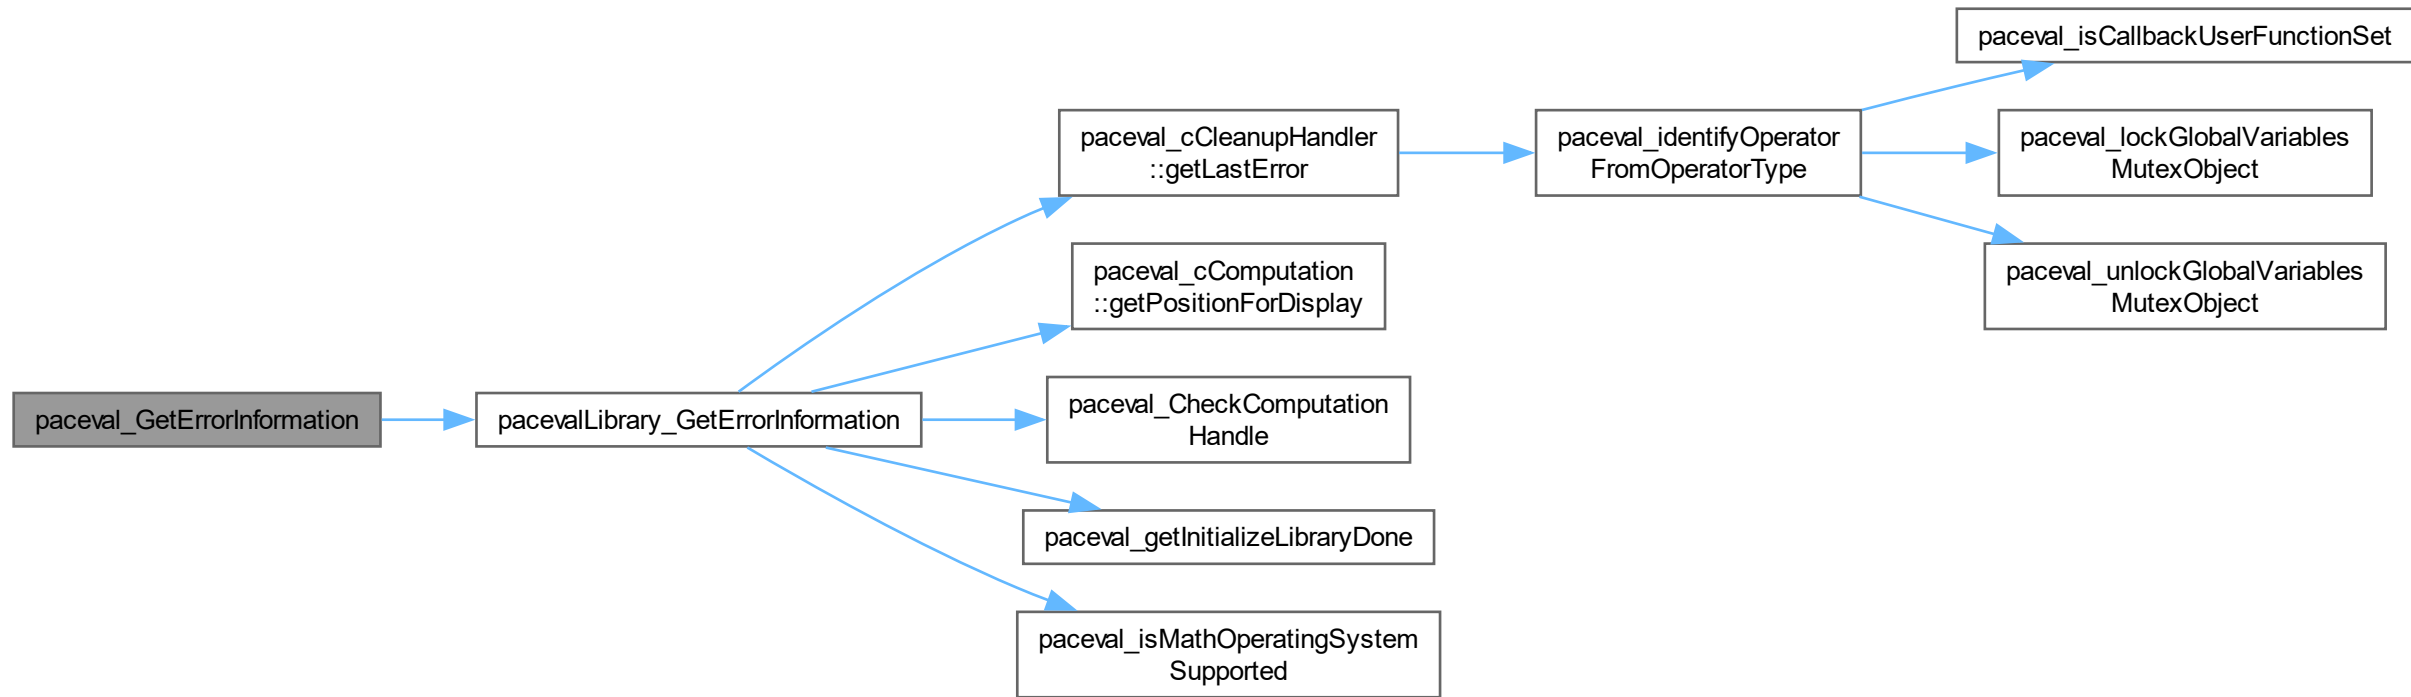 paceval_GetErrorInformation
pacevalLibrary_GetErrorInformation
paceval_cCleanupHandler
::getLastError
paceval_identifyOperator
FromOperatorType
paceval_isCallbackUserFunctionSet
paceval_lockGlobalVariables
MutexObject
paceval_unlockGlobalVariables
MutexObject
paceval_cComputation
::getPositionForDisplay
paceval_CheckComputation
Handle
paceval_getInitializeLibraryDone
paceval_isMathOperatingSystem
Supported